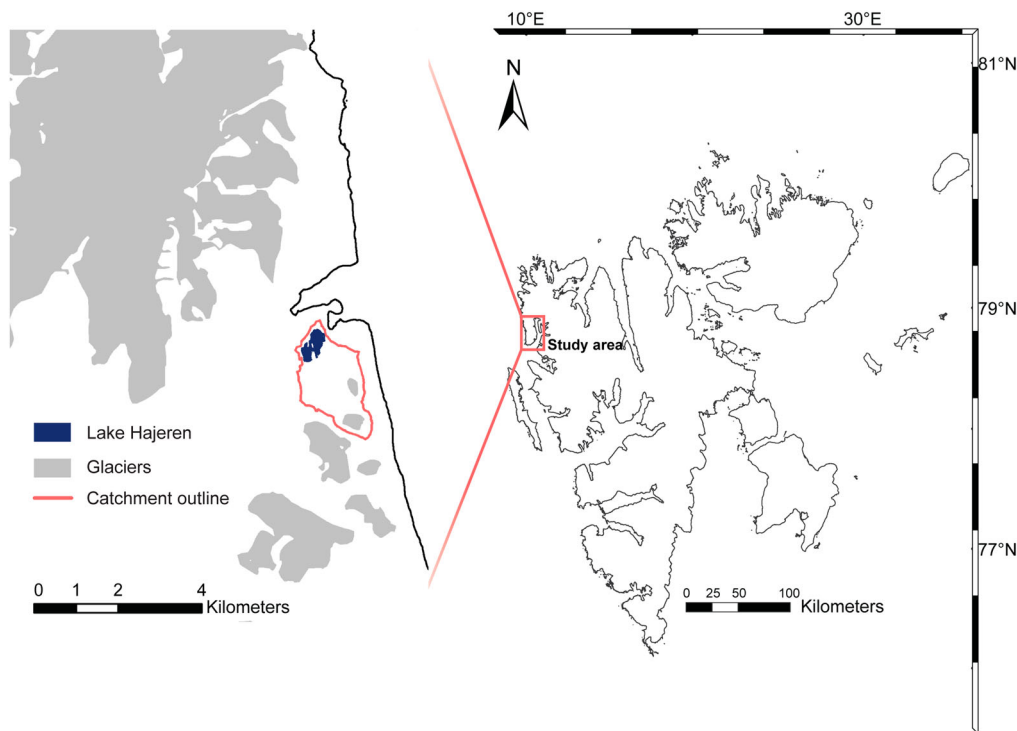 10°E
30°E
81°N
N
79°N
Study area
Lake Hajeren
Glaciers
Catchment outline
77°N
0 1 2 4
Kilometers
0 25 50 100
Kilometers